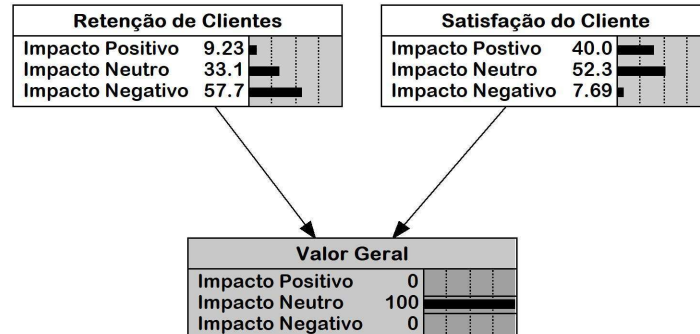 Retenção de Clientes
Impacto Positivo 9.23
Impacto Neutro 33.1
Impacto Negativo 57.7
Satisfação do Cliente
Impacto Postivo 40.0
Impacto Neutro 52.3
Impacto Negativo 7.69
Valor Geral
Impacto Positivo 0
Impacto Neutro 100
Impacto Negativo 0